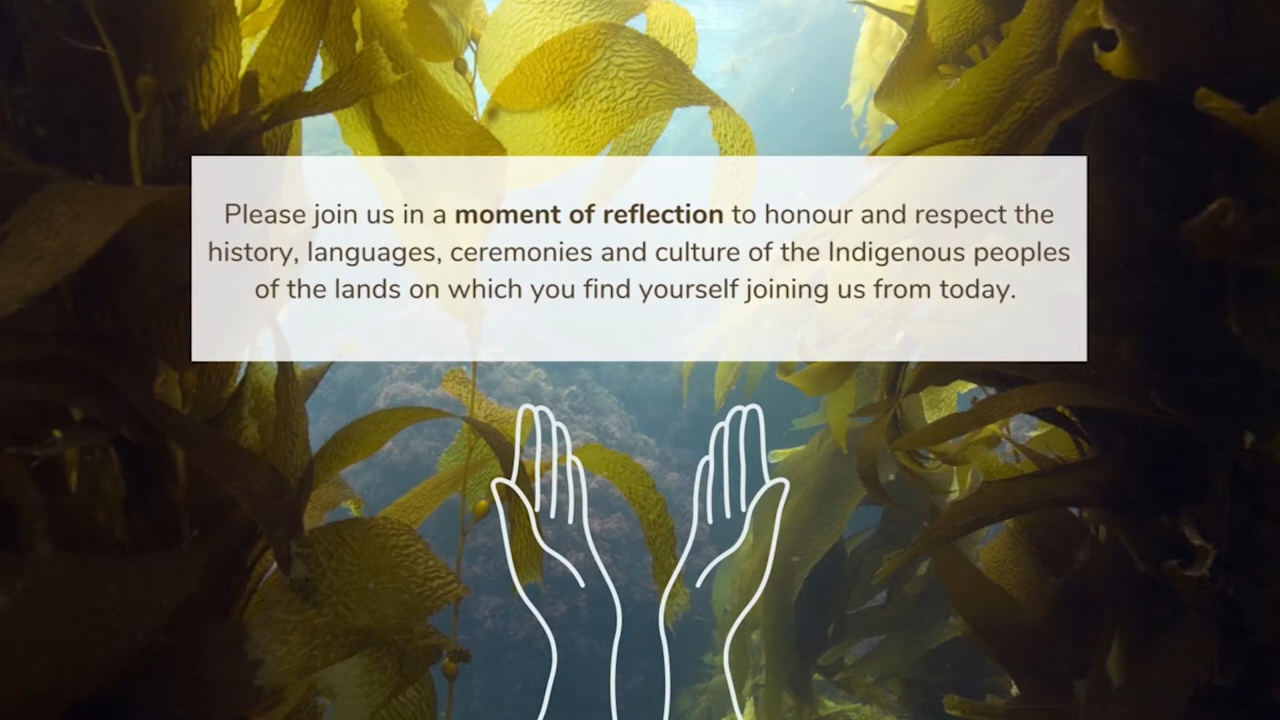 Please join us in a moment of reflection to honour and respect the
history, languages, ceremonies and culture of the Indigenous peoples
of the lands on which you find yourself joining us from today.